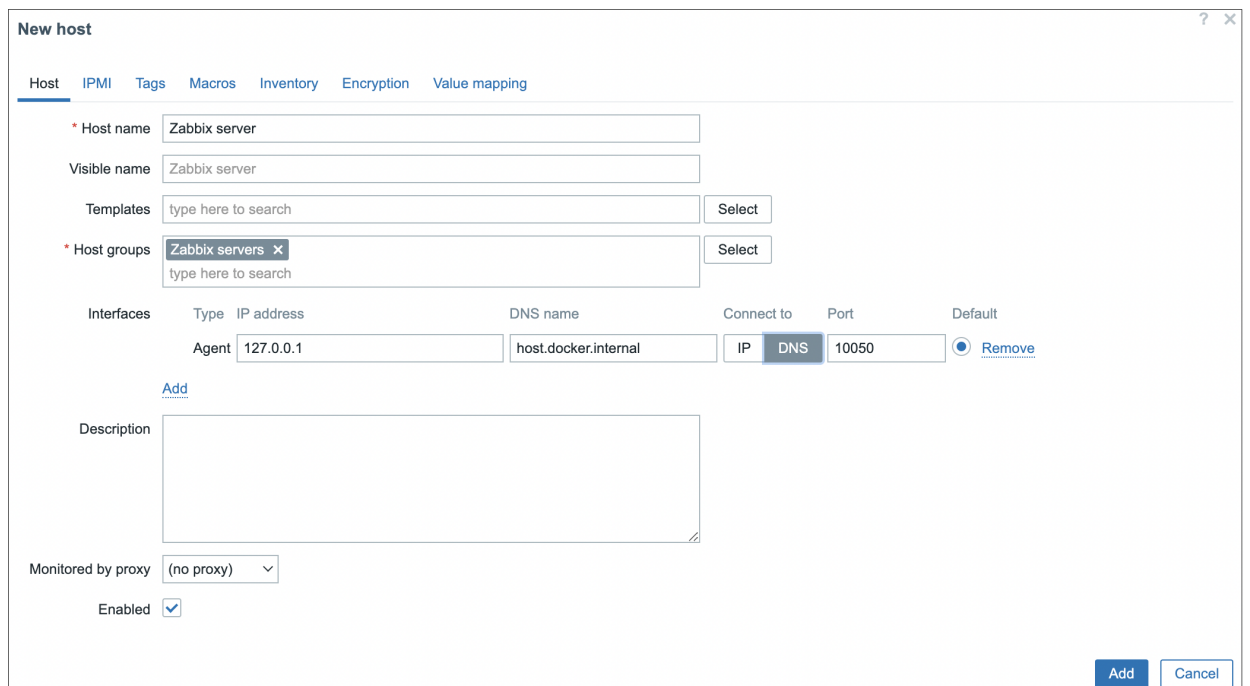 New host
? ×
Host IPMI Tags Macros Inventory Encryption Value mapping
* Host name Zabbix server
Visible name Zabbix server
Templates type here to search Select
* Host groups Zabbix servers × Select
type here to search
Interfaces Type IP address DNS name Connect to Port Default
Agent 127.0.0.1 host.docker.internal IP DNS 10050 Remove
Add
Description
Monitored by proxy (no proxy)
Enabled
Add Cancel